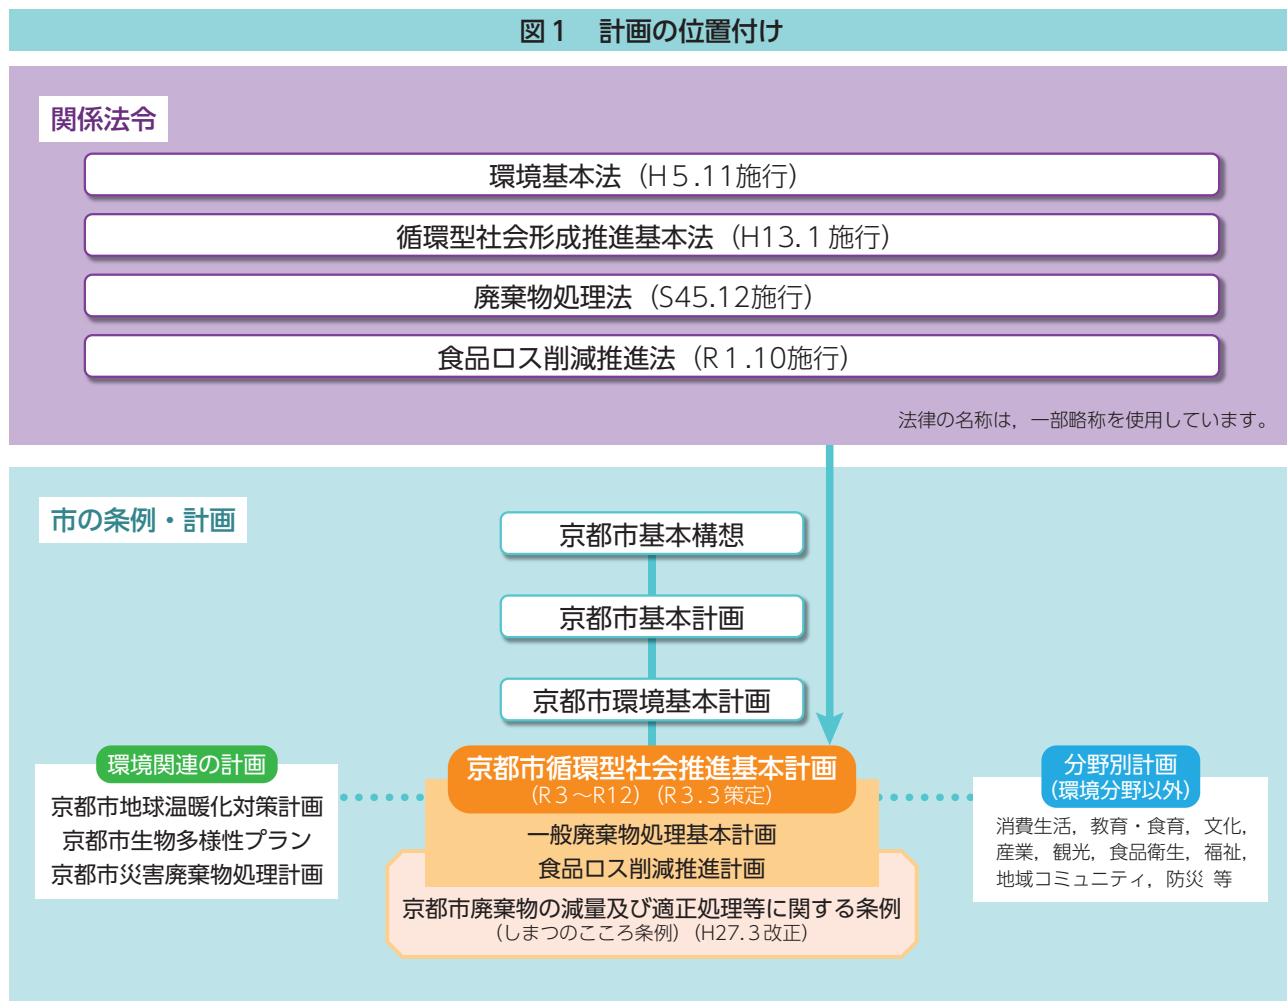 図1　計画の位置付け
関係法令
環境基本法（H5.11施行）
循環型社会形成推進基本法（H13.1施行）
廃棄物処理法（S45.12施行）
食品ロス削減推進法（R1.10施行）
法律の名称は，一部略称を使用しています。
市の条例・計画
京都市基本構想
京都市基本計画
京都市環境基本計画
環境関連の計画
京都市地球温暖化対策計画
京都市生物多様性プラン
京都市災害廃棄物処理計画
京都市循環型社会推進基本計画
（R3～R12）（R3.3策定）
一般廃棄物処理基本計画
食品ロス削減推進計画
京都市廃棄物の減量及び適正処理等に関する条例
（しまつのこころ条例）（H27.3改正）
分野別計画
（環境分野以外）
消費生活，教育・食育，文化，
産業，観光，食品衛生，福祉，
地域コミュニティ，防災 等